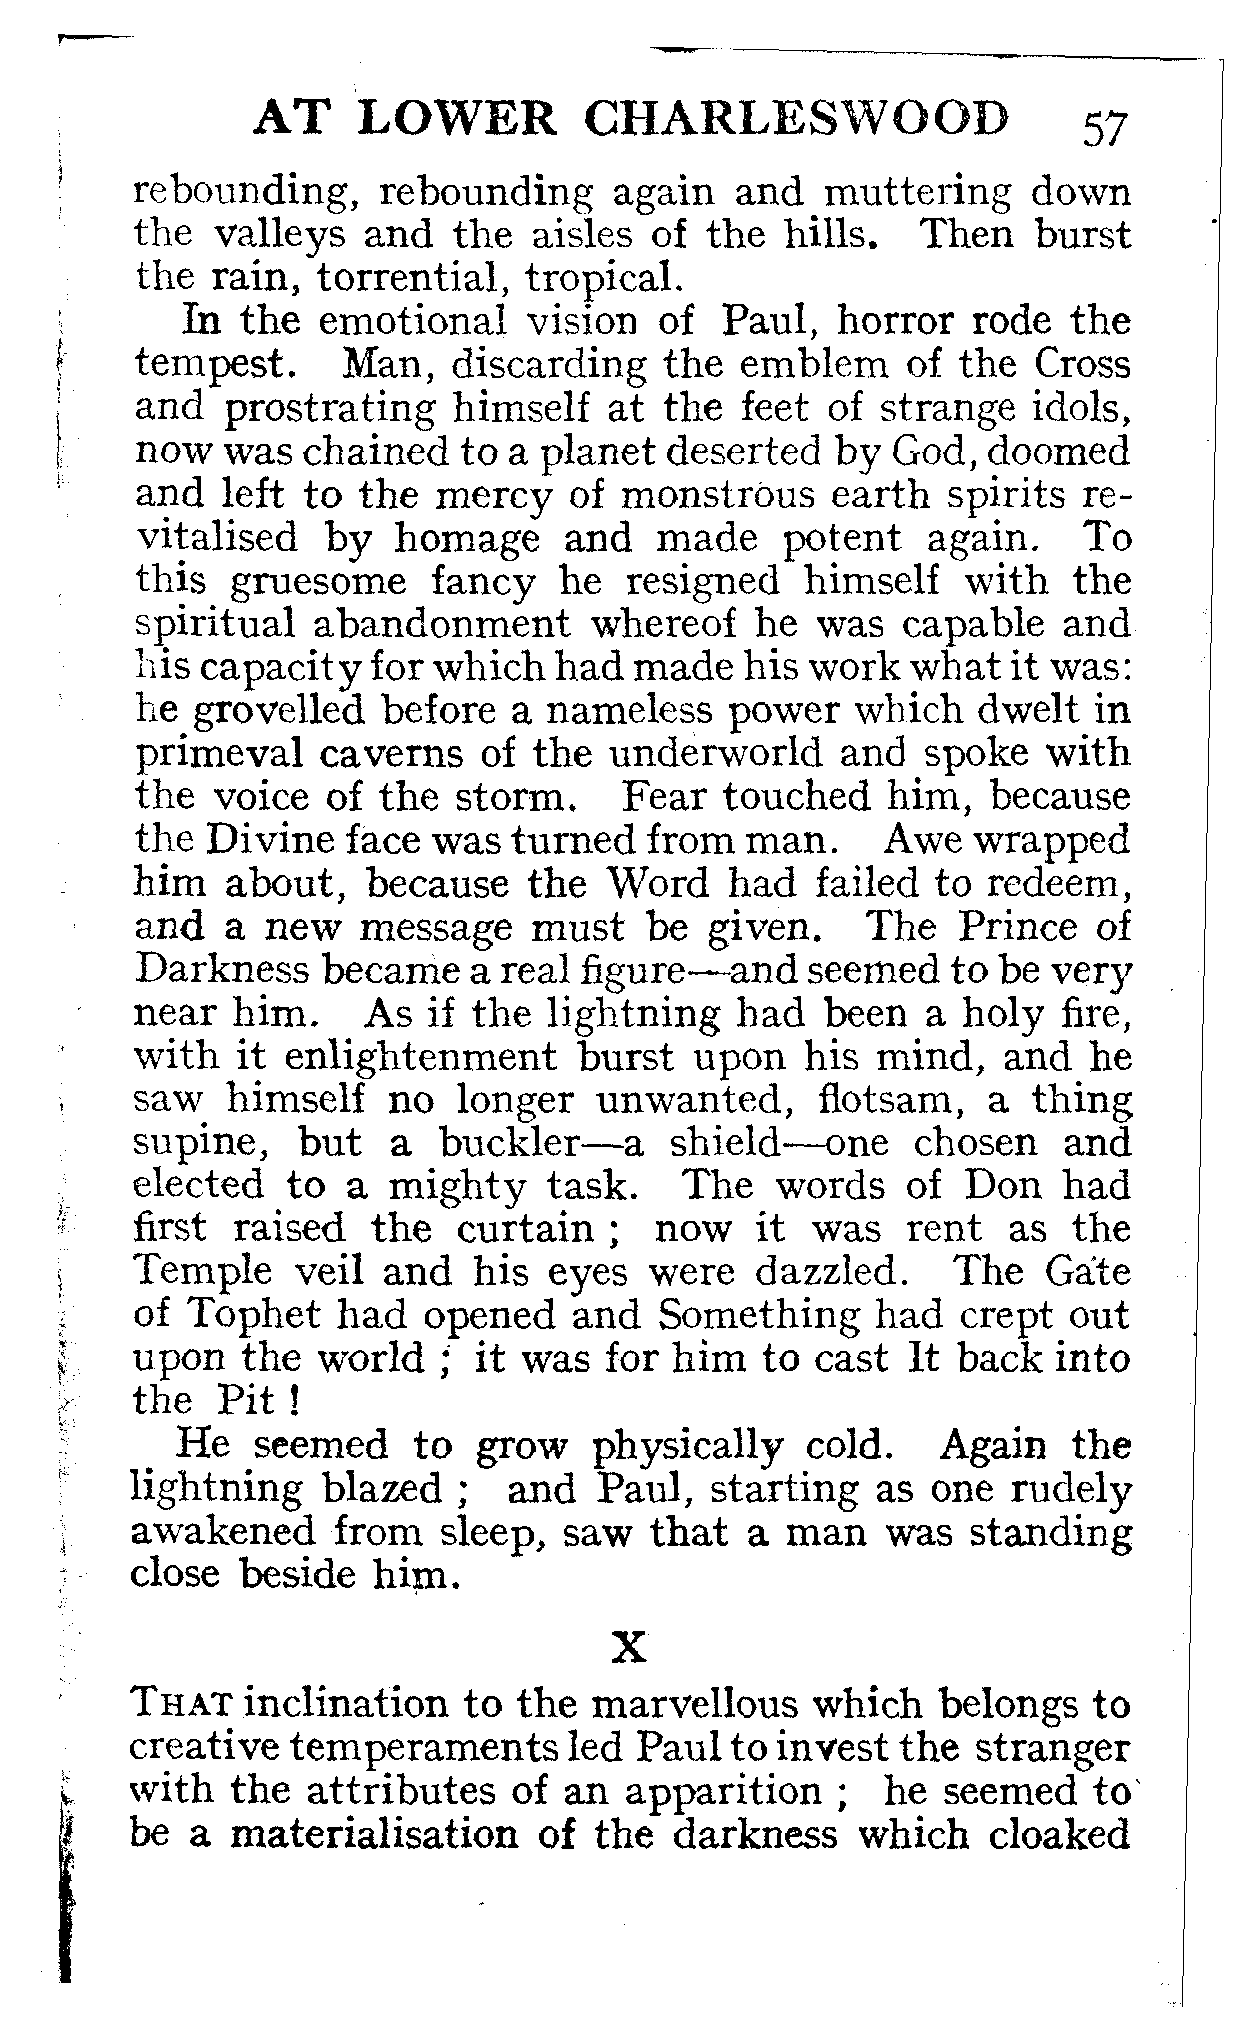 AT LOWER CHARLESWOOD 57
rebounding, rebounding again and muttering down
the valleys and the aisles of the hills. Then burst
the rain, torrential, tropical.
In the emotional vision of Paul, horror rode the
tempest. Man, discarding the emblem of the Cross
and prostrating himself at the feet of strange idols,
now was chained to a planet deserted by God, doomed
and left to the mercy of monstrous earth spirits re-
vitalised by homage and made potent again. To
this gruesome fancy he resigned himself with the
spiritual abandonment whereof he was capable and
his capacity for which had made his work what it was:
he grovelled before a nameless power which dwelt in
primeval caverns of the underworld and spoke with
the voice of the storm. Fear touched him, because
the Divine face was turned from man. Awe wrapped
him about, because the Word had failed to redeem,
and a new message must be given. The Prince of
Darkness became a real figure—and seemed to be very
near him. As if the lightning had been a holy fire,
with it enlightenment burst upon his mind, and he
saw himself no longer unwanted, flotsam, a thing
supine, but a buckler—a shield—one chosen and
elected to a mighty task. The words of Don had
first raised the curtain ; now it was rent as the
Temple veil and his eyes were dazzled. The Gate
of Tophet had opened and Something had crept out
upon the world ; it was for him to cast It back into
the Pit !
He seemed to grow physically cold. Again the
lightning blazed ; and Paul, starting as one rudely
awakened from sleep, saw that a man was standing
close beside him.
X
THAT inclination to the marvellous which belongs to
creative temperaments led Paul to invest the stranger
with the attributes of an apparition ; he seemed to
be a materialisation of the darkness which cloaked